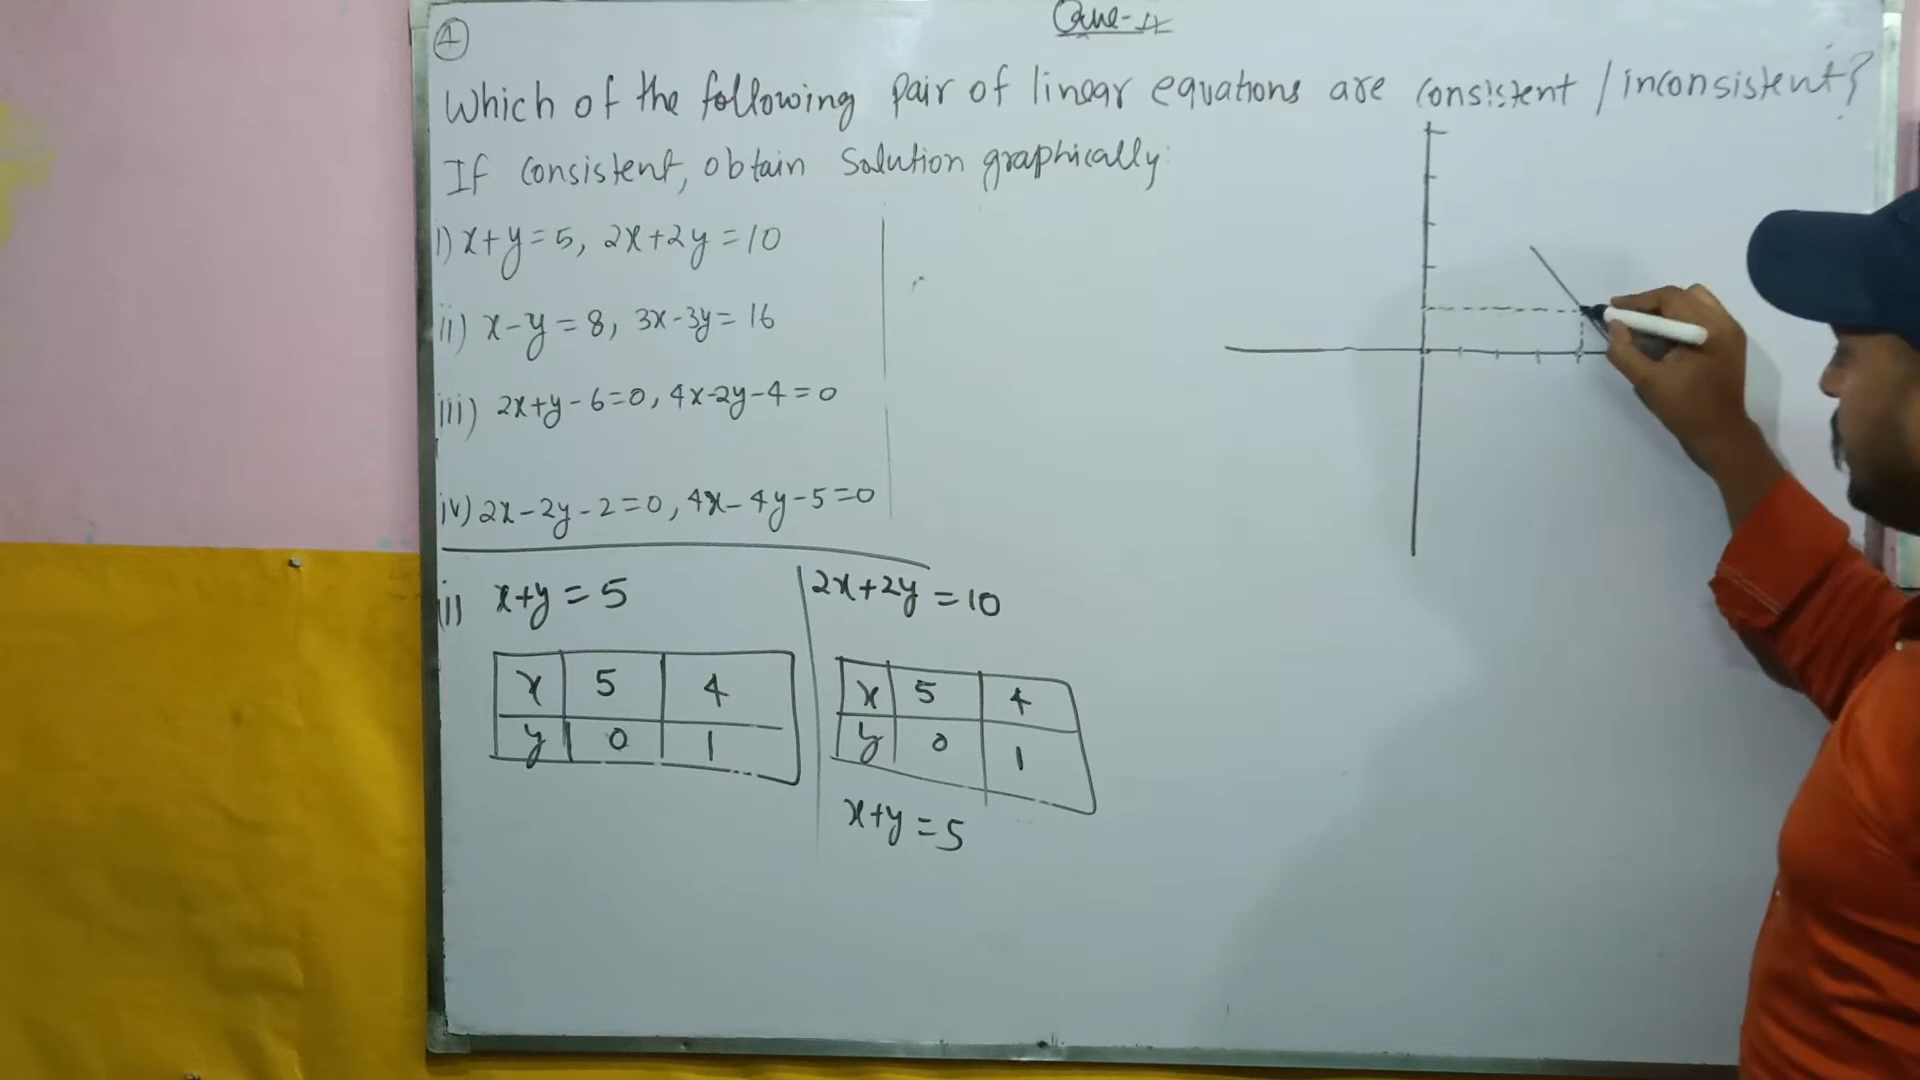 Que-4
④
Which of the following pair of linear equations are consistent / inconsistent?
If consistent, obtain solution graphically:
i) x+y=5, 2x+2y=10
ii) x-y=8, 3x-3y=16
iii) 2x+y-6=0, 4x-2y-4=0
iv) 2x-2y-2=0, 4x-4y-5=0
i) x+y=5
2x+2y=10
x 5 4
y 0 1
x 5 4
y 0 1
x+y=5